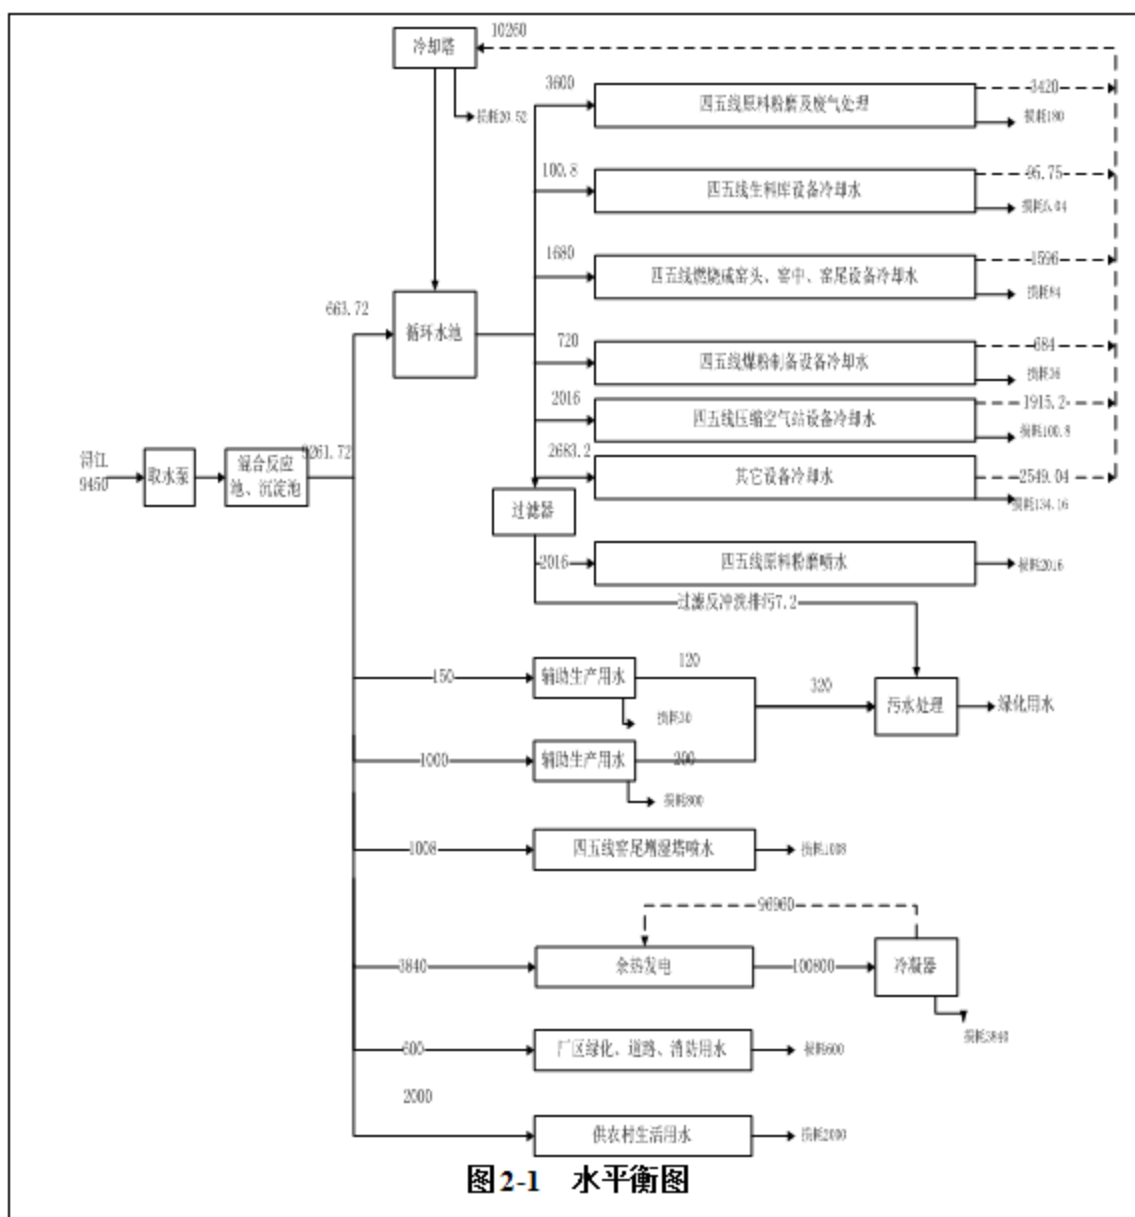 10260
冷却塔
损耗20.52
3600
四五线原料粉磨及废气处理
3420
损耗180
100.8
四五线生料库设备冷却水
95.75
损耗5.04
1680
四五线燃烧成窑头、窑中、窑尾设备冷却水
1596
损耗84
663.72
循环水池
720
四五线煤粉制备设备冷却水
684
损耗36
2016
四五线压缩空气站设备冷却水
1915.2
损耗100.8
2683.2
其它设备冷却水
2549.04
损耗134.16
浔江
9450
取水泵
混合反应
池、沉淀池
9261.72
过滤器
2016
四五线原料粉磨喷水
损耗2016
过滤反冲洗排污7.2
150
辅助生产用水
120
损耗30
320
污水处理
绿化用水
1000
辅助生产用水
200
损耗800
1008
四五线窑尾增湿塔喷水
损耗1008
96960
3840
余热发电
100800
冷凝器
损耗3840
600
厂区绿化、道路、消防用水
损耗600
2000
供农村生活用水
损耗2000
图2-1 水平衡图